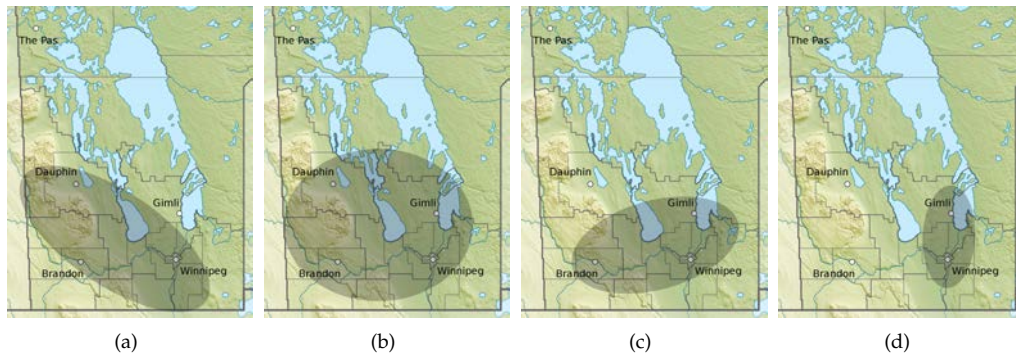 The Pas
Dauphin
Gimli
Brandon
Winnipeg
(a)
The Pas
Dauphin
Gimli
Brandon
Winnipeg
(b)
The Pas
Dauphin
Gimli
Brandon
Winnipeg
(c)
The Pas
Dauphin
Gimli
Brandon
Winnipeg
(d)